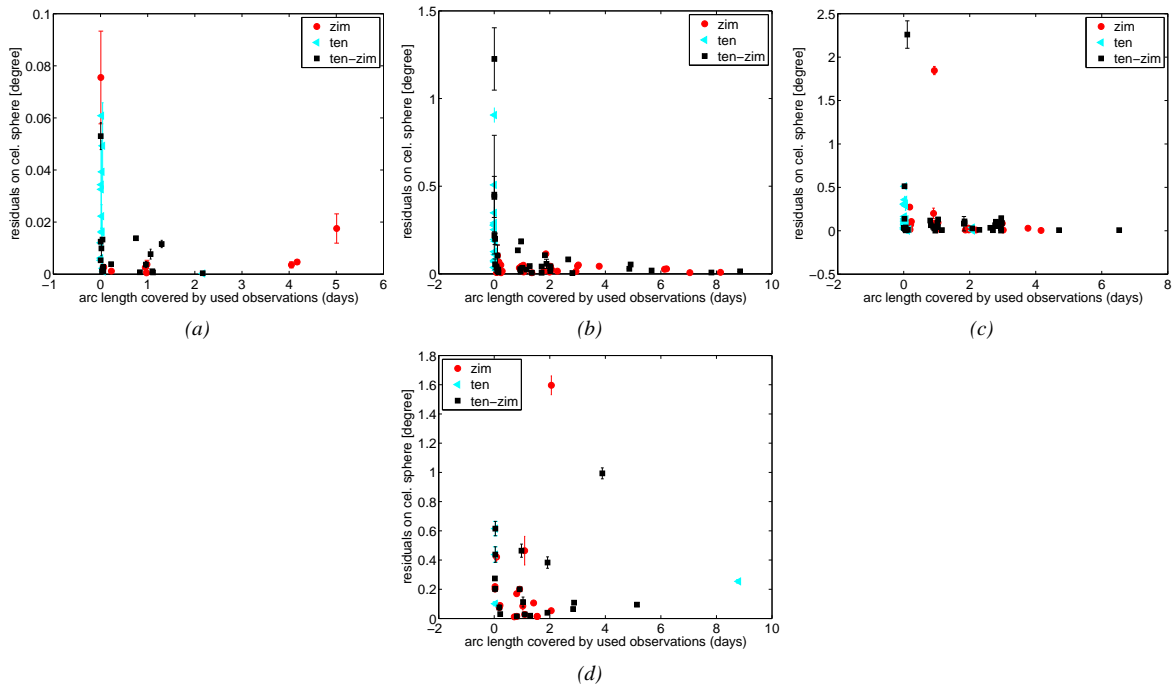 0.1
0.08
0.06
0.04
0.02
0
−1 0 1 2 3 4 5 6
residuals on cel. sphere [degree]
arc length covered by used observations (days)
zim
ten
ten−zim
(a)
1.5
1
0.5
0
−2 0 2 4 6 8 10
residuals on cel. sphere [degree]
arc length covered by used observations (days)
zim
ten
ten−zim
(b)
2.5
2
1.5
1
0.5
0
−0.5
−2 0 2 4 6 8
residuals on cel. sphere [degree]
arc length covered by used observations (days)
zim
ten
ten−zim
(c)
1.8
1.6
1.4
1.2
1
0.8
0.6
0.4
0.2
0
−2 0 2 4 6 8 10
residuals on cel. sphere [degree]
arc length covered by used observations (days)
zim
ten
ten−zim
(d)